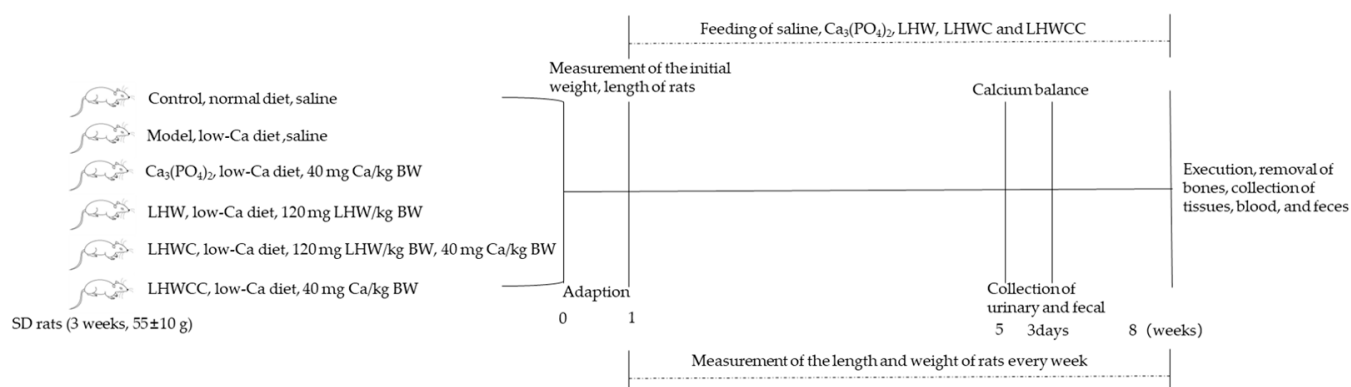 Feeding of saline, Ca₃(PO₄)₂, LHW, LHWC and LHWCC
Measurement of the initial
weight, length of rats
Control, normal diet, saline
Model, low-Ca diet ,saline
Ca₃(PO₄)₂, low-Ca diet, 40 mg Ca/kg BW
LHW, low-Ca diet, 120 mg LHW/kg BW
LHWC, low-Ca diet, 120 mg LHW/kg BW, 40 mg Ca/kg BW
LHWCC, low-Ca diet, 40 mg Ca/kg BW
SD rats (3 weeks, 55±10 g)
Calcium balance
Execution, removal of
bones, collection of
tissues, blood, and feces
Adaption
Collection of
urinary and fecal
0 1 5 3days 8 (weeks)
Measurement of the length and weight of rats every week